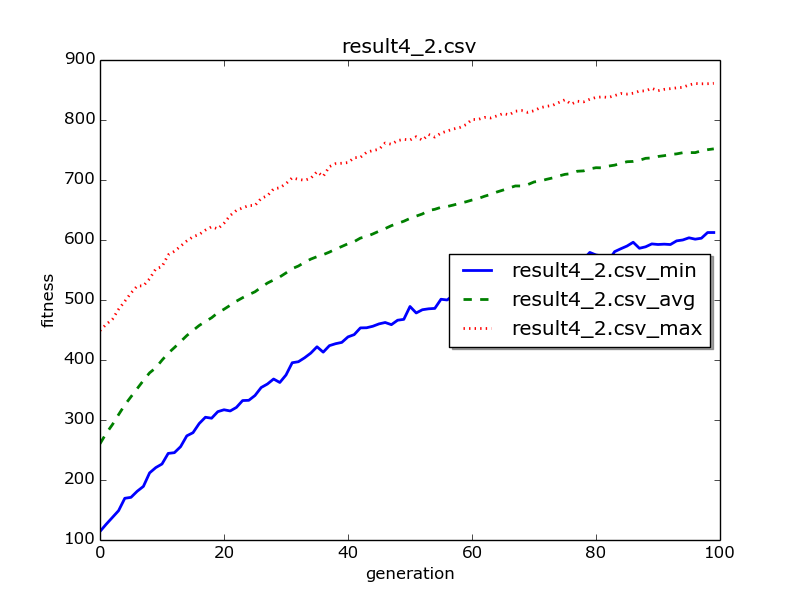 result4_2.csv
900
800
700
600
500
400
300
200
100
fitness
result4_2.csv_min
result4_2.csv_avg
result4_2.csv_max
0 20 40 60 80 100
generation